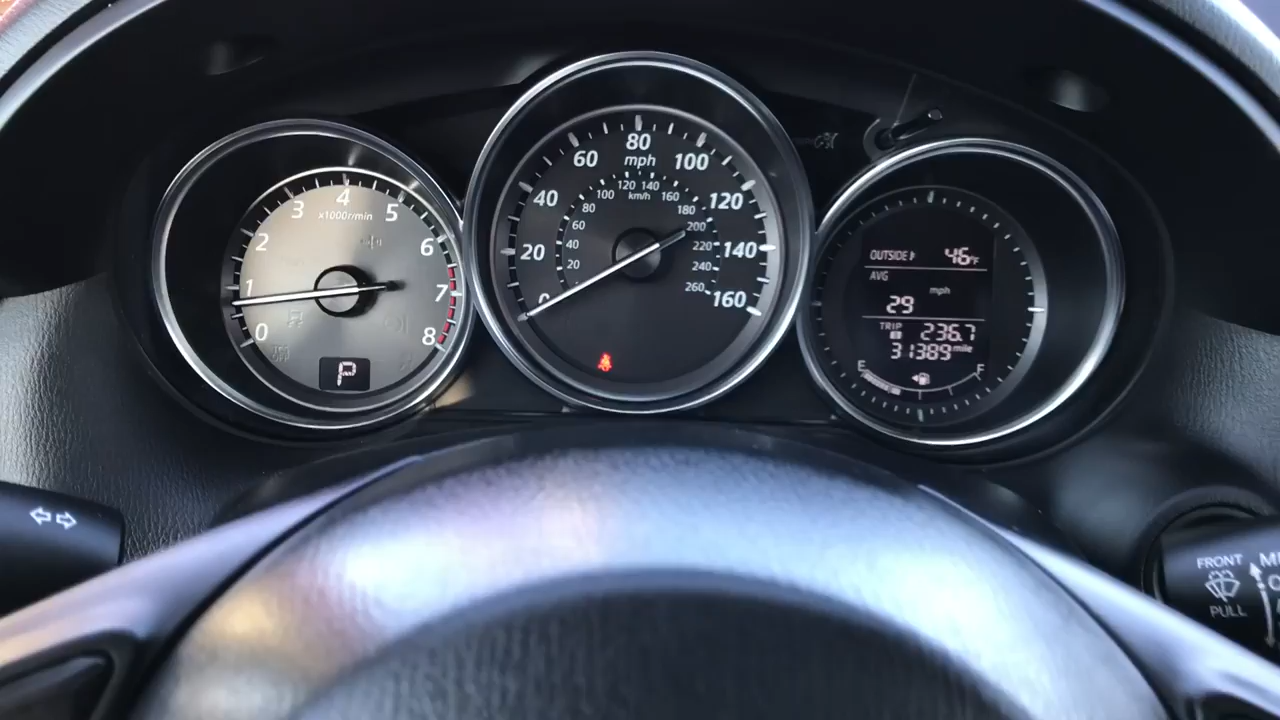 0 1 2 3 4 5 6 7 8
x1000r/min
P
0 20 40 60 80 100 120 140 160
mph
20 40 60 80 100 120 140 160 180 200 220 240 260
km/h
OUTSIDE 46°F
AVG
mph
29
TRIP 236.7
31389 mile
E F
FRONT
PULL